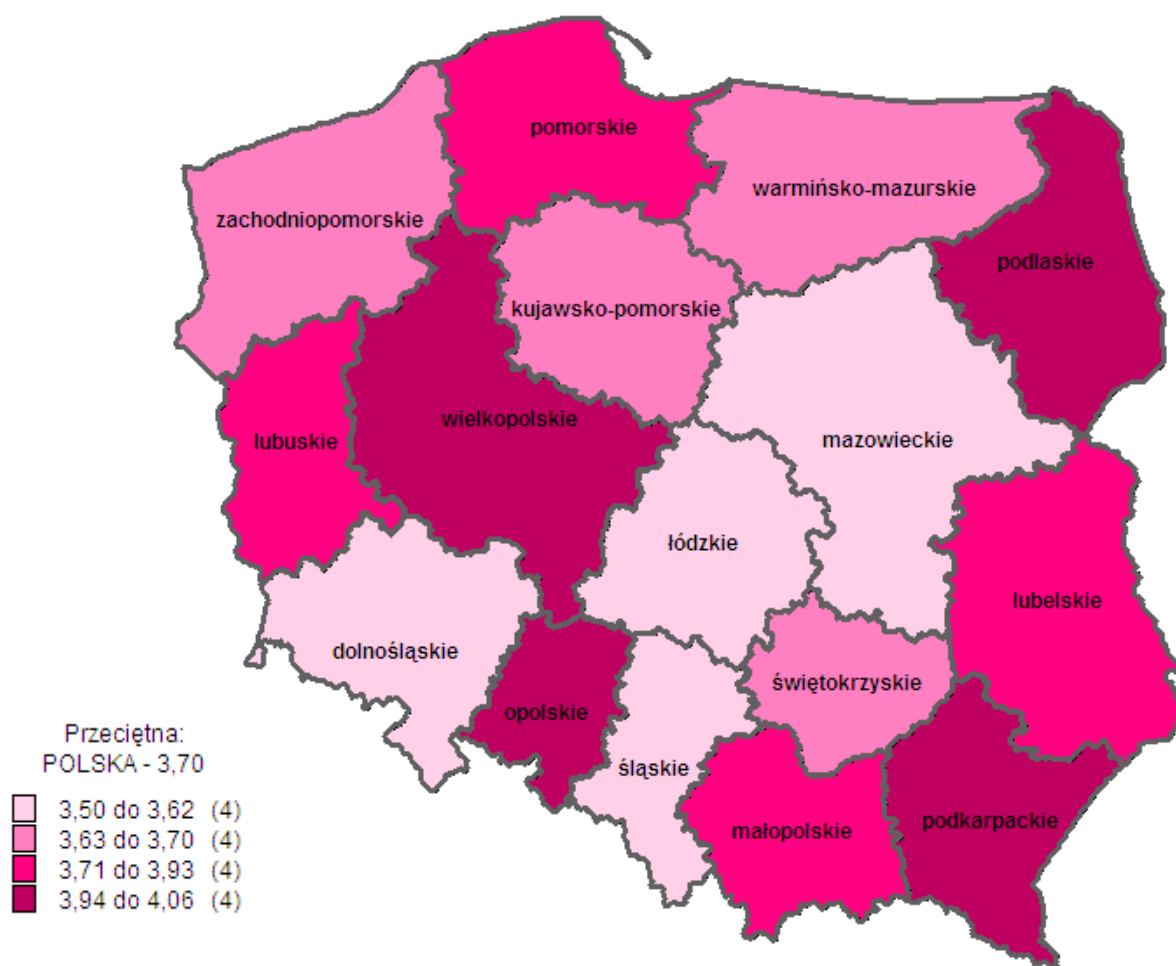 pomorskie
warmińsko-mazurskie
zachodniopomorskie
podlaskie
kujawsko-pomorskie
wielkopolskie
lubuskie
mazowieckie
łódzkie
lubelskie
dolnośląskie
świętokrzyskie
opolskie
śląskie
małopolskie
podkarpackie
Przeciętna:
POLSKA - 3,70
3,50 do 3,62 (4)
3,63 do 3,70 (4)
3,71 do 3,93 (4)
3,94 do 4,06 (4)